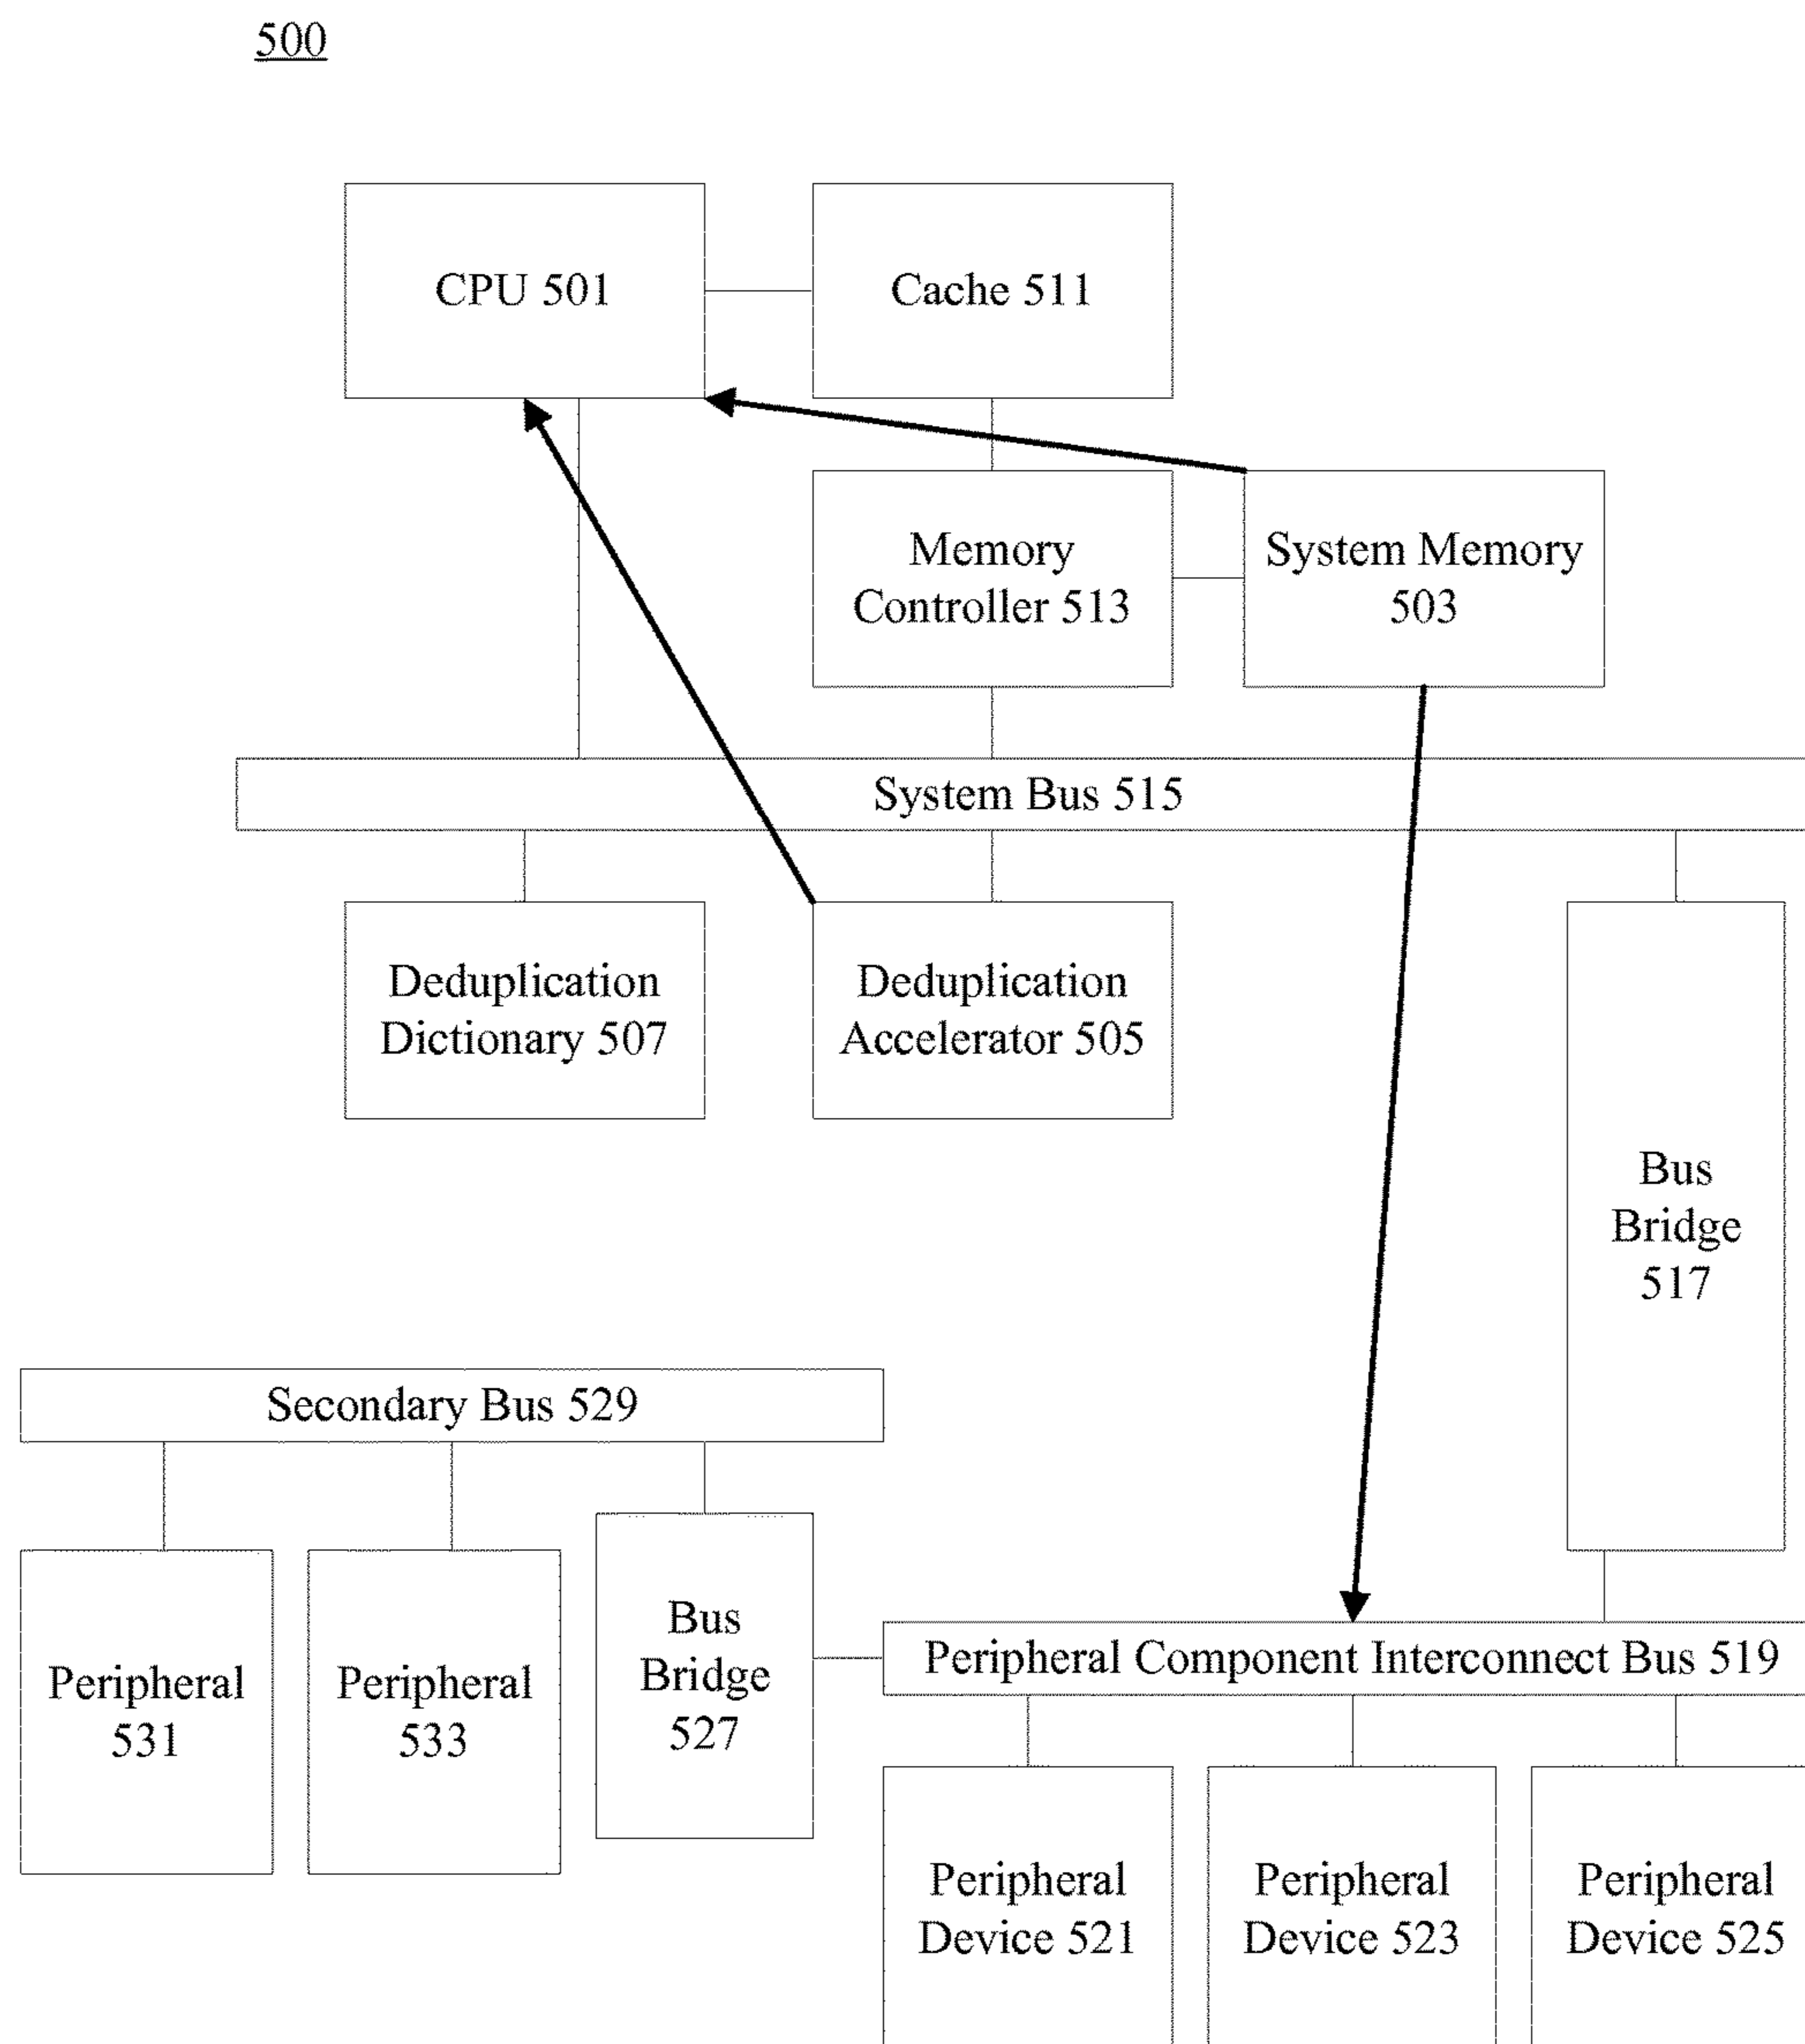 500
CPU 501
Cache 511
Memory
Controller 513
System Memory
503
System Bus 515
Deduplication
Dictionary 507
Deduplication
Accelerator 505
Bus
Bridge
517
Secondary Bus 529
Peripheral
531
Peripheral
533
Bus
Bridge
527
Peripheral Component Interconnect Bus 519
Peripheral
Device 521
Peripheral
Device 523
Peripheral
Device 525